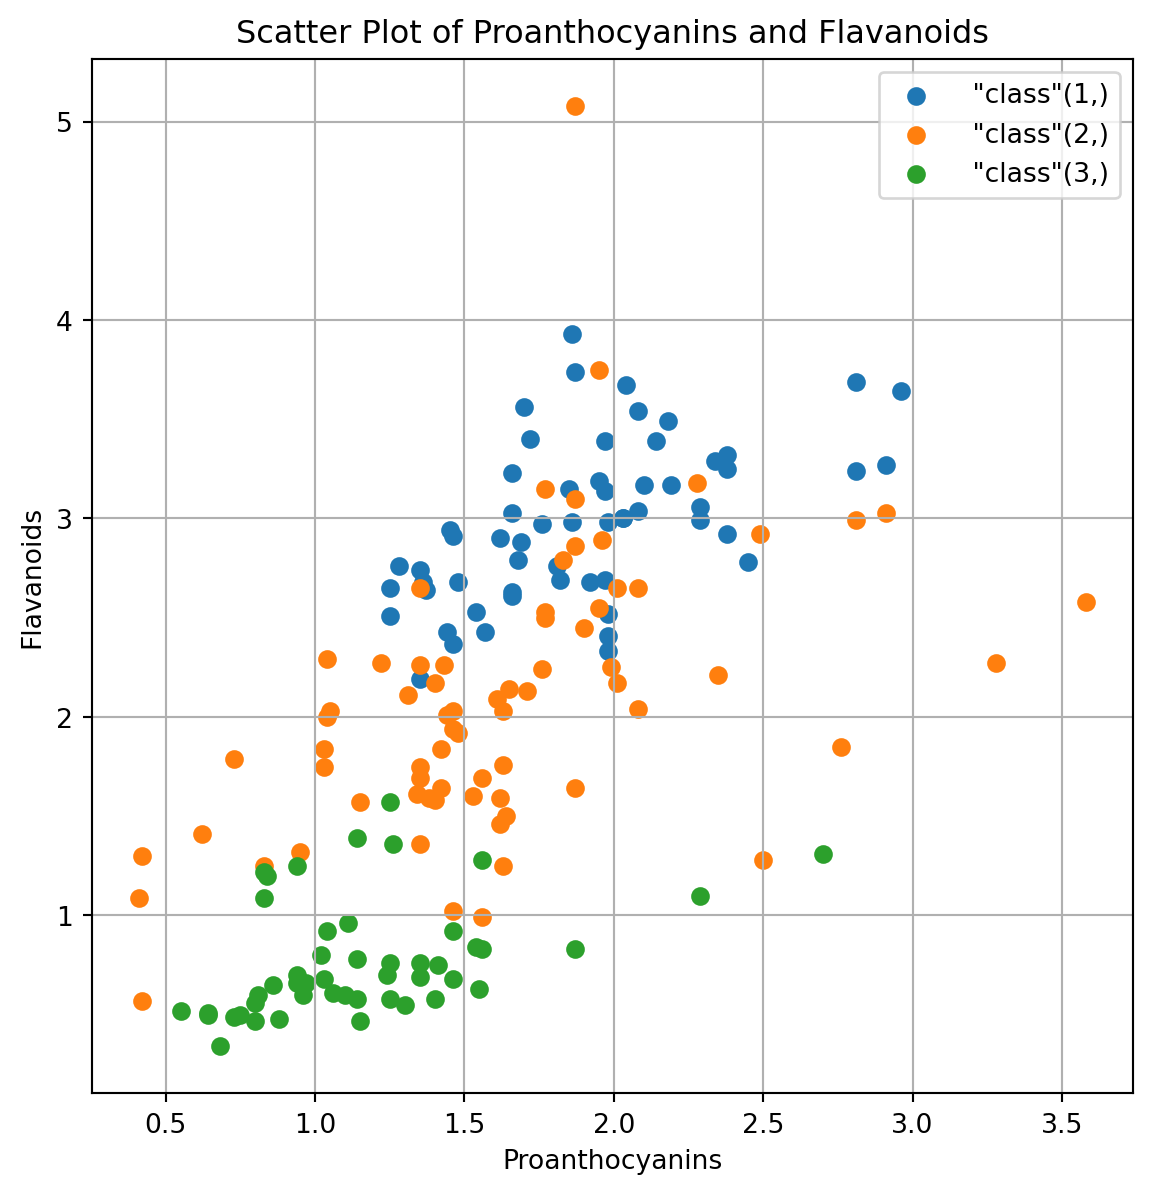 Scatter Plot of Proanthocyanins and Flavanoids
"class"(1,)
"class"(2,)
"class"(3,)
5
4
3
2
1
Flavanoids
0.5 1.0 1.5 2.0 2.5 3.0 3.5
Proanthocyanins